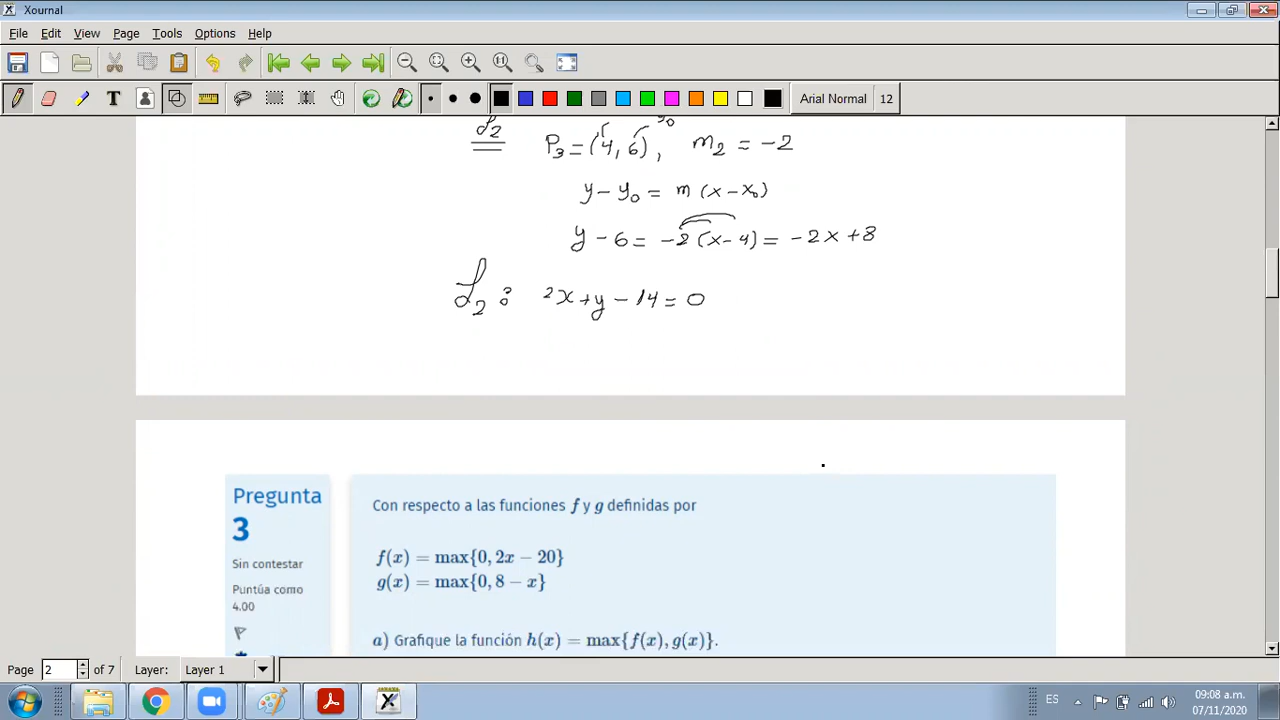 Xournal
File Edit View Page Tools Options Help
Arial Normal 12
L2 P3 = (4, 6), m2 = -2
y0
y - y0 = m (x - x0)
y - 6 = -2 (x - 4) = -2x + 8
L2 : 2x + y - 14 = 0
Pregunta
3
Sin contestar
Puntúa como
4.00
Con respecto a las funciones f y g definidas por
f(x) = max{0, 2x − 20}
g(x) = max{0, 8 − x}
a) Grafique la función h(x) = max{f(x), g(x)}.
Page 2 of 7 Layer: Layer 1
ES 09:08 a.m.
07/11/2020